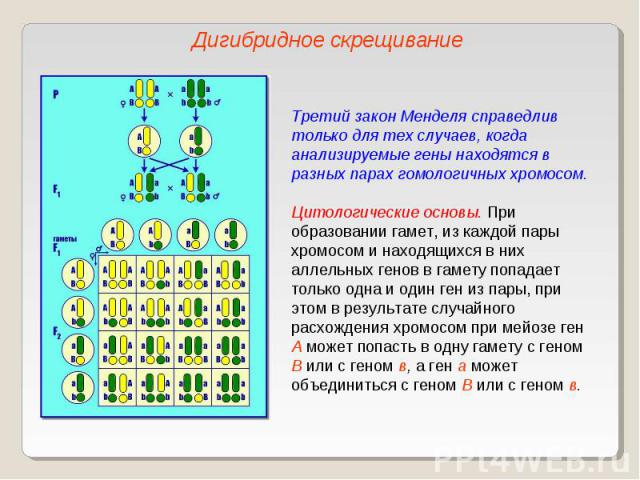 Дигибридное скрещивание
Третий закон Менделя справедлив
только для тех случаев, когда
анализируемые гены находятся в
разных парах гомологичных хромосом.
Цитологические основы. При
образовании гамет, из каждой пары
хромосом и находящихся в них
аллельных генов в гамету попадает
только одна и один ген из пары, при
этом в результате случайного
расхождения хромосом при мейозе ген
А может попасть в одну гамету с геном
В или с геном в, а ген а может
объединиться с геном В или с геном в.
P
A A × a a
♀ B B b b ♂
A a
B b
F1
A a × A a
♀ B b B b ♂
гаметы
F1
♀ ♂
A A a a
B b B b
F2
A
B
A
b
a
B
a
b
PPt4WEB.ru